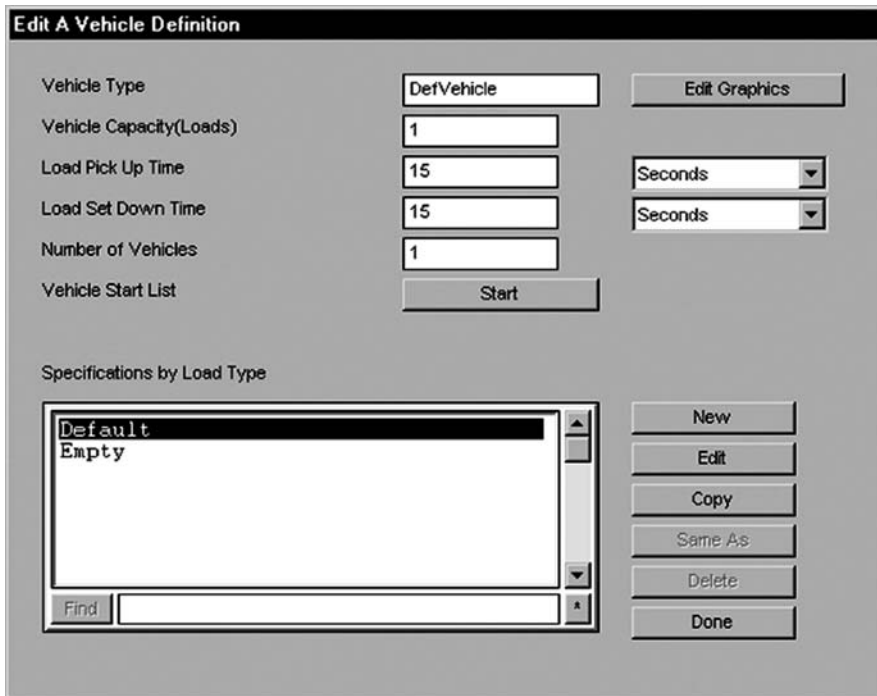 Edit A Vehicle Definition
Vehicle Type DefVehicle Edit Graphics
Vehicle Capacity(Loads) 1
Load Pick Up Time 15 Seconds
Load Set Down Time 15 Seconds
Number of Vehicles 1
Vehicle Start List Start
Specifications by Load Type
Default New
Empty Edit
Copy
Same As
Delete
Find * Done